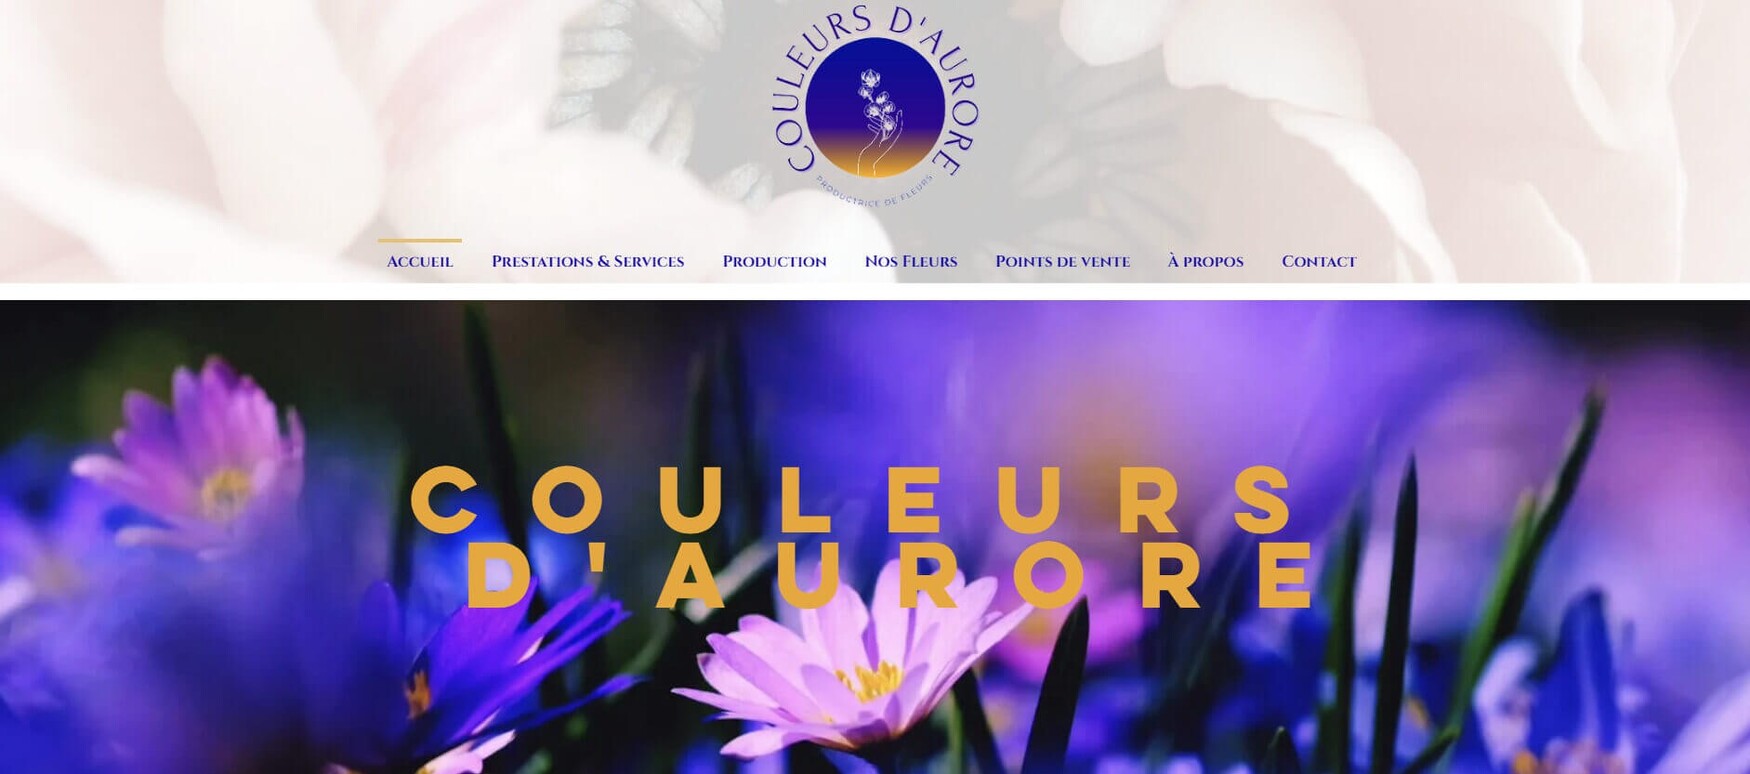 COULEURS D'AURORE
PRODUCTRICE DE FLEURS
Accueil Prestations & Services Production Nos Fleurs Points de vente À propos Contact
COULEURS
D'AURORE